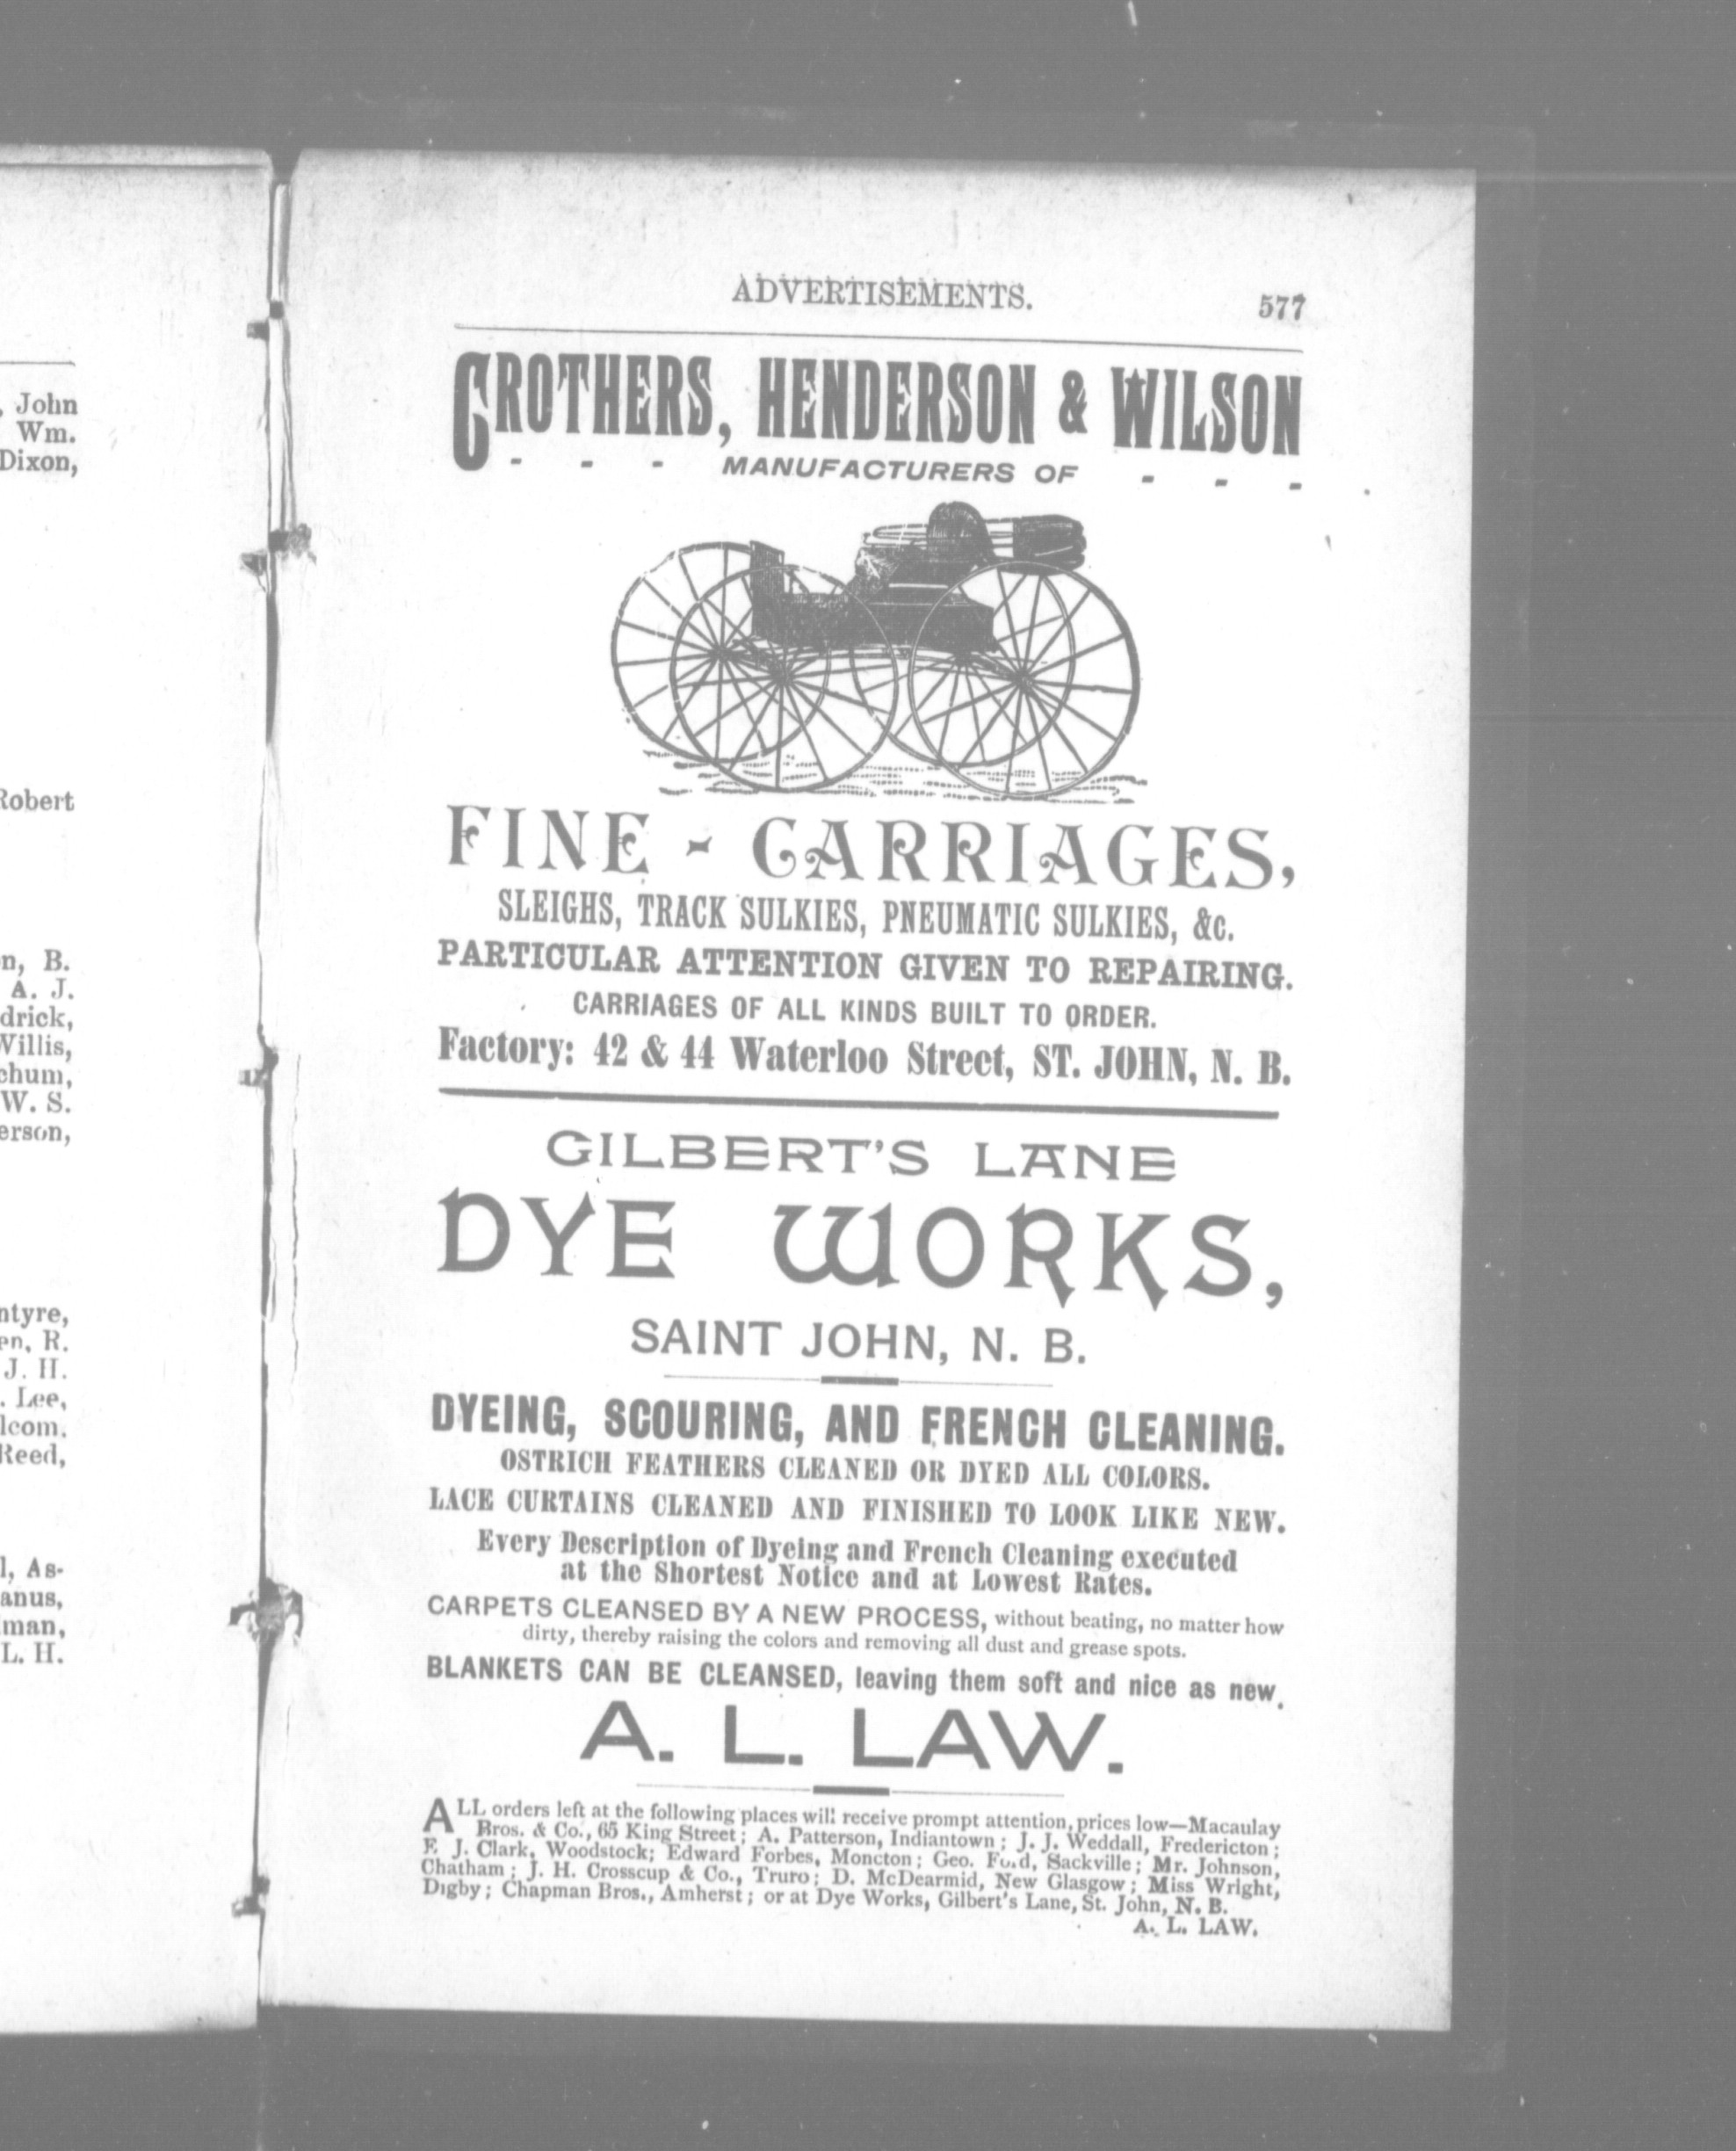 , John
Wm.
Dixon,
Robert
n, B.
A. J.
drick,
Willis,
chum,
W. S.
erson,
ntyre,
en, R.
J. H.
. Lee,
lcom.
Reed,
l, As-
anus,
man,
L. H.
ADVERTISEMENTS. 577
CROTHERS, HENDERSON & WILSON
- - - MANUFACTURERS OF - - -
FINE - CARRIAGES,
SLEIGHS, TRACK SULKIES, PNEUMATIC SULKIES, &c.
PARTICULAR ATTENTION GIVEN TO REPAIRING.
CARRIAGES OF ALL KINDS BUILT TO ORDER.
Factory: 42 & 44 Waterloo Street, ST. JOHN, N. B.
GILBERT'S LANE
DYE WORKS,
SAINT JOHN, N. B.
DYEING, SCOURING, AND FRENCH CLEANING.
OSTRICH FEATHERS CLEANED OR DYED ALL COLORS.
LACE CURTAINS CLEANED AND FINISHED TO LOOK LIKE NEW.
Every Description of Dyeing and French Cleaning executed
at the Shortest Notice and at Lowest Rates.
CARPETS CLEANSED BY A NEW PROCESS, without beating, no matter how
dirty, thereby raising the colors and removing all dust and grease spots.
BLANKETS CAN BE CLEANSED, leaving them soft and nice as new.
A. L. LAW.
ALL orders left at the following places will receive prompt attention, prices low—Macaulay
Bros. & Co., 65 King Street; A. Patterson, Indiantown; J. J. Weddall, Fredericton;
F. J. Clark, Woodstock; Edward Forbes, Moncton; Geo. Sackville; Mr. Johnson,
Chatham; J. H. Crosscup & Co., Truro; D. McDearmid, New Glasgow; Miss Wright,
Digby; Chapman Bros., Amherst; or at Dye Works, Gilbert's Lane, St. John, N. B.
A. L. LAW.